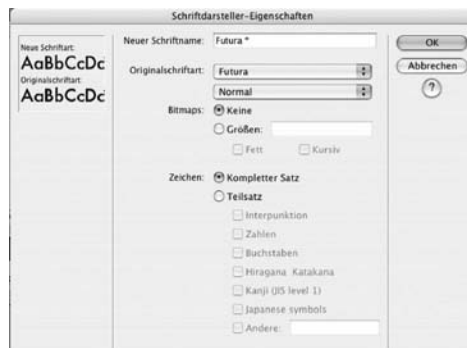 Schriftdarsteller-Eigenschaften
Neue Schriftart:
AaBbCcDc
Originalschriftart:
AaBbCcDc
Neuer Schriftname: Futura *
Originalschriftart: Futura
Normal
Bitmaps: Keine
Größen:
Fett Kursiv
Zeichen: Kompletter Satz
Teilsatz
Interpunktion
Zahlen
Buchstaben
Hiragana Katakana
Kanji (JIS level 1)
Japanese symbols
Andere:
OK
Abbrechen
?